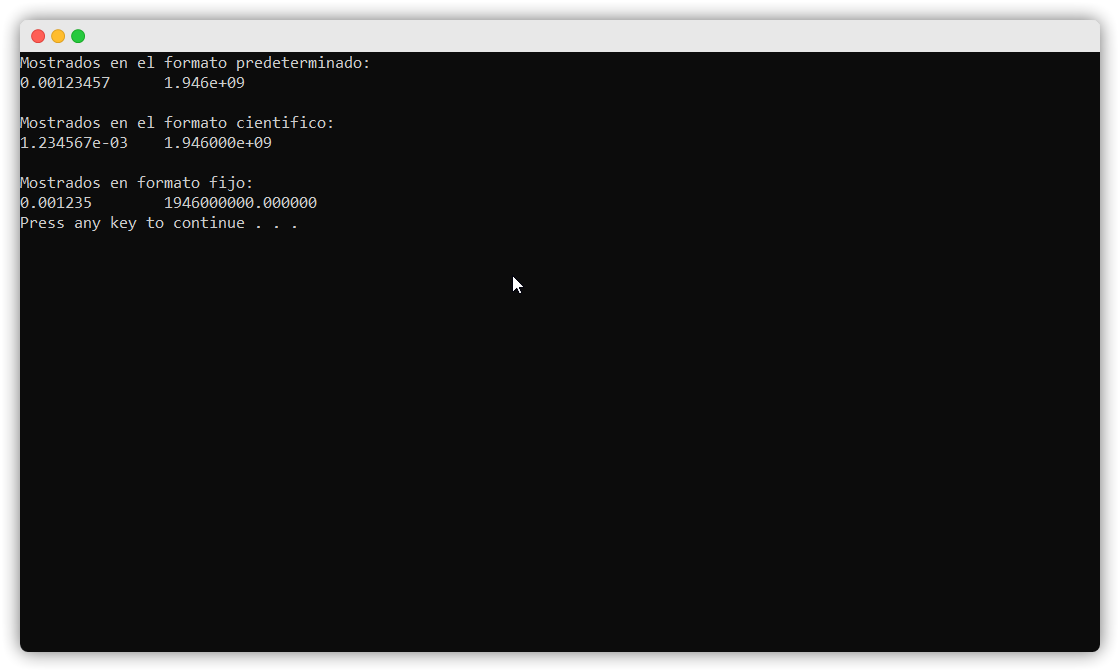 Mostrados en el formato predeterminado:
0.00123457      1.946e+09
Mostrados en el formato cientifico:
1.234567e-03    1.946000e+09
Mostrados en formato fijo:
0.001235        1946000000.000000
Press any key to continue . . .